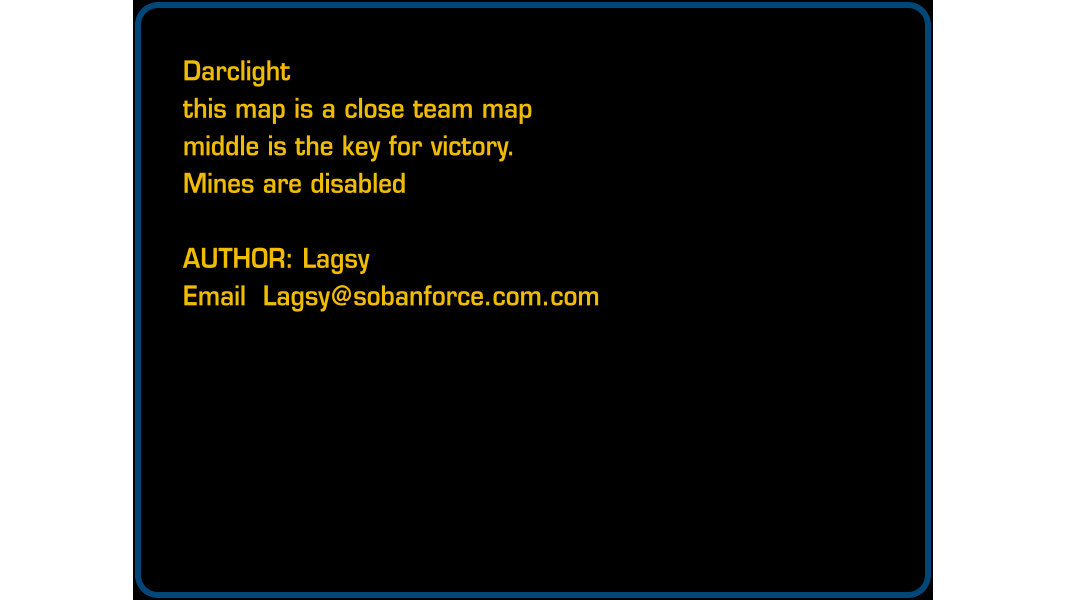 Darclight
this map is a close team map
middle is the key for victory.
Mines are disabled
AUTHOR: Lagsy
Email  Lagsy@sobanforce.com.com